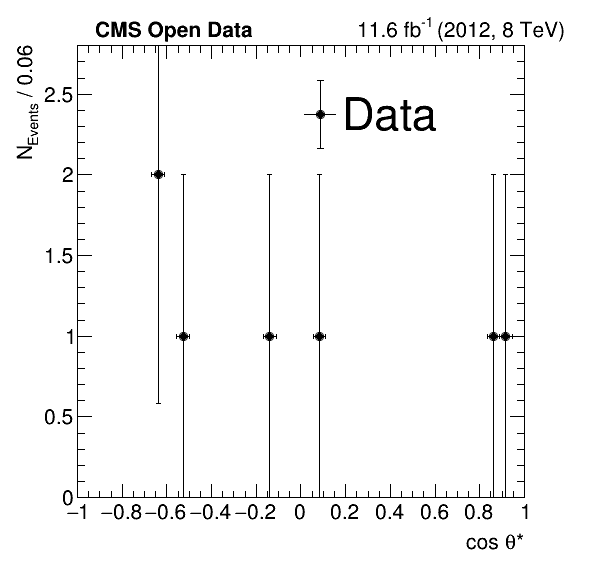 CMS Open Data 11.6 fb⁻¹ (2012, 8 TeV)
N_Events / 0.06
Data
2.5
2
1.5
1
0.5
0
−1 −0.8 −0.6 −0.4 −0.2 0 0.2 0.4 0.6 0.8 1
cos θ*